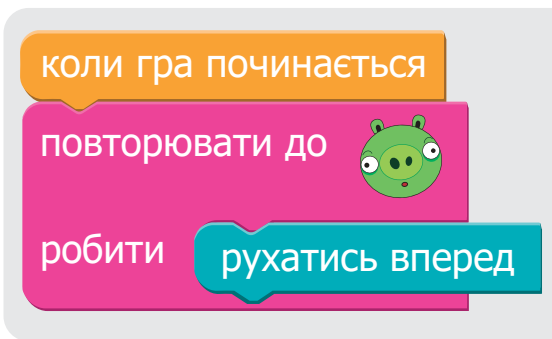 коли гра починається
повторювати до
робити
рухатись вперед